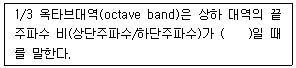 1/3 옥타브대역(octave band)은 상하 대역의 끝
주파수 비(상단주파수/하단주파수)가 (    )일 때
를 말한다.